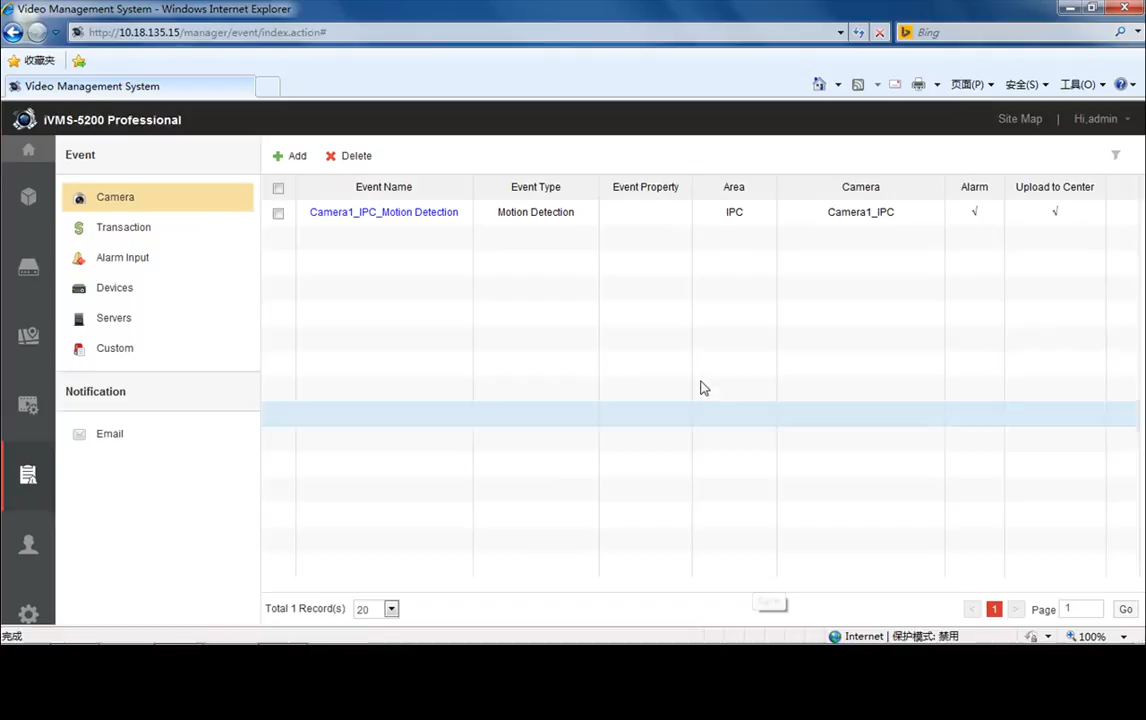 Video Management System - Windows Internet Explorer
http://10.18.135.15/manager/event/index.action#
Bing
收藏夹
Video Management System
页面(P)
安全(S)
工具(O)
iVMS-5200 Professional
Site Map | Hi,admin
Event
Add
Delete
Event Name Event Type Event Property Area Camera Alarm Upload to Center
Camera1_IPC_Motion Detection Motion Detection IPC Camera1_IPC √ √
Camera
Transaction
Alarm Input
Devices
Servers
Custom
Notification
Email
Total 1 Record(s) 20
< 1 > Page 1 Go
完成
Internet | 保护模式: 禁用
100%